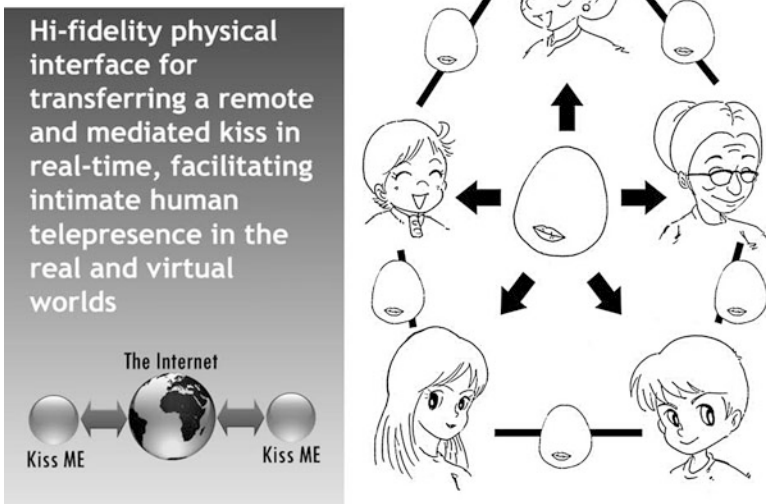 Hi-fidelity physical
interface for
transferring a remote
and mediated kiss in
real-time, facilitating
intimate human
telepresence in the
real and virtual
worlds
The Internet
Kiss ME
Kiss ME